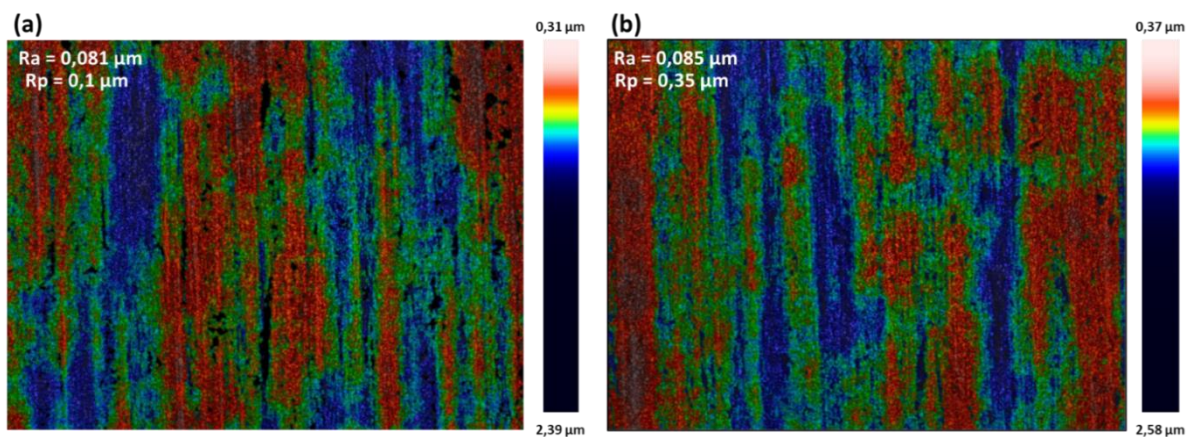 (a)
Ra = 0,081 µm
Rp = 0,1 µm
0,31 µm
2,39 µm
(b)
Ra = 0,085 µm
Rp = 0,35 µm
0,37 µm
2,58 µm